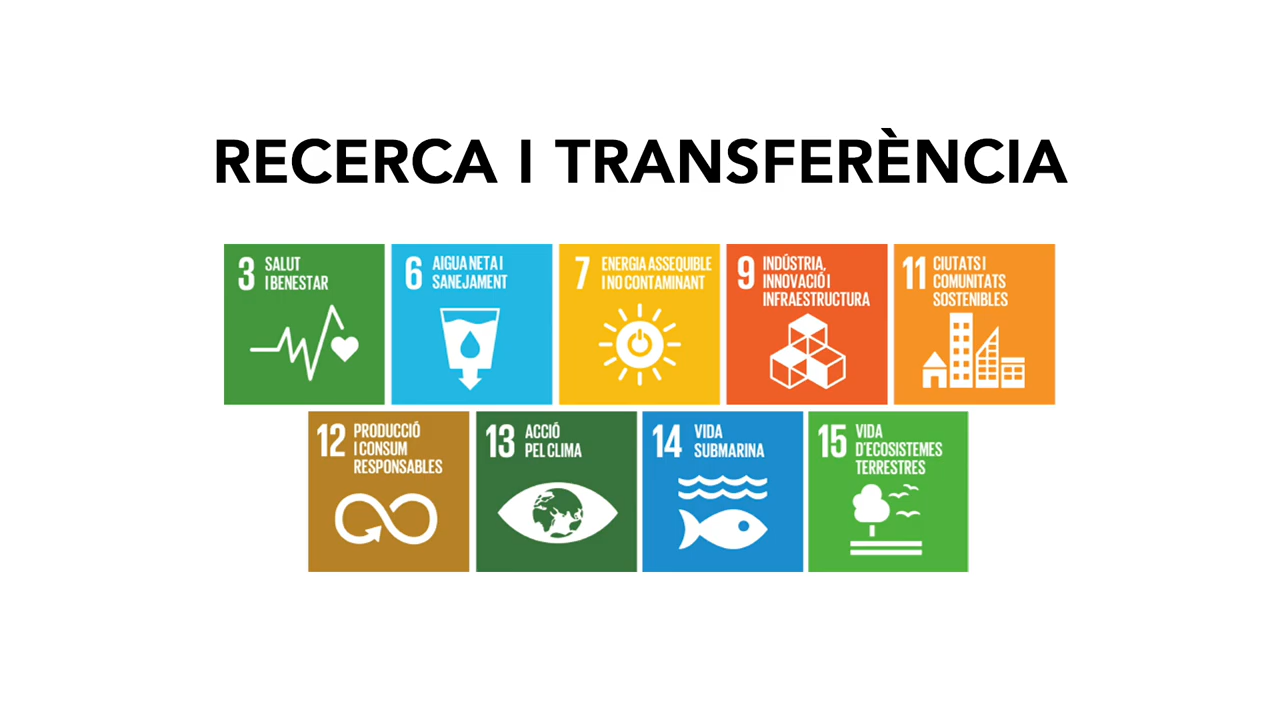 RECERCA I TRANSFERÈNCIA
3 SALUT
I BENESTAR
6 AIGUA NETA I
SANEJAMENT
7 ENERGIA ASSEQUIBLE
I NO CONTAMINANT
9 INDÚSTRIA,
INNOVACIÓ I
INFRAESTRUCTURA
11 CIUTATS I
COMUNITATS
SOSTENIBLES
12 PRODUCCIÓ
I CONSUM
RESPONSABLES
13 ACCIÓ
PEL CLIMA
14 VIDA
SUBMARINA
15 VIDA
D'ECOSISTEMES
TERRESTRES